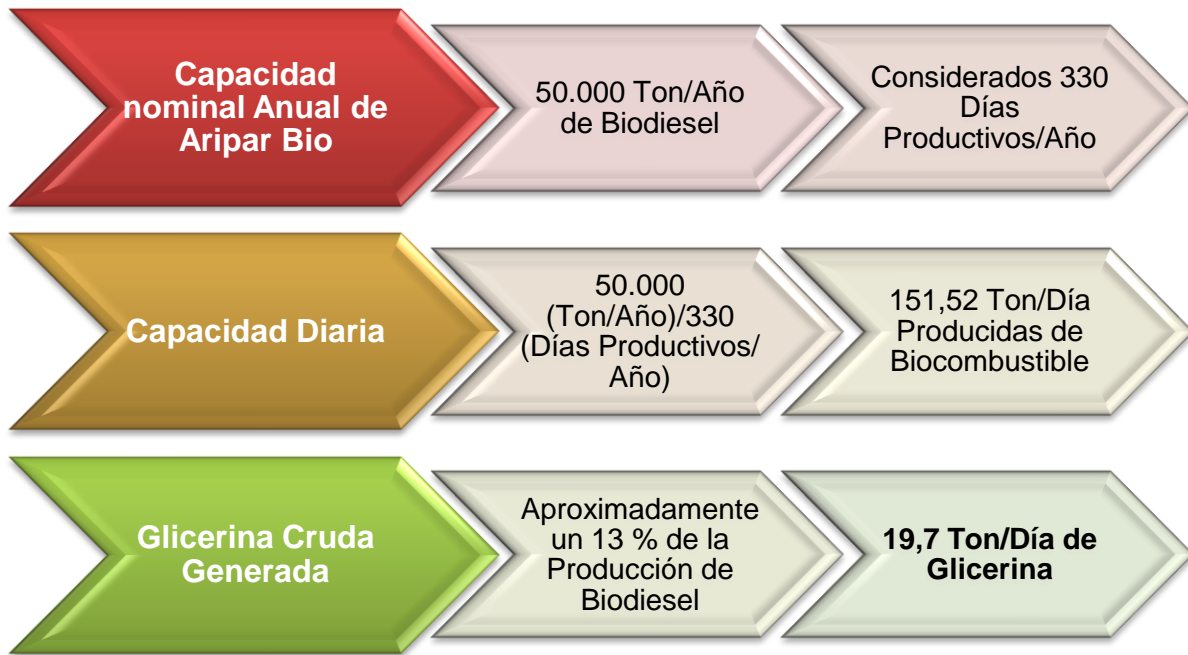 Capacidad
nominal Anual de
Aripar Bio
50.000 Ton/Año
de Biodiesel
Considerados 330
Días
Productivos/Año
Capacidad Diaria
50.000
(Ton/Año)/330
(Días Productivos/
Año)
151,52 Ton/Día
Producidas de
Biocombustible
Glicerina Cruda
Generada
Aproximadamente
un 13 % de la
Producción de
Biodiesel
19,7 Ton/Día de
Glicerina